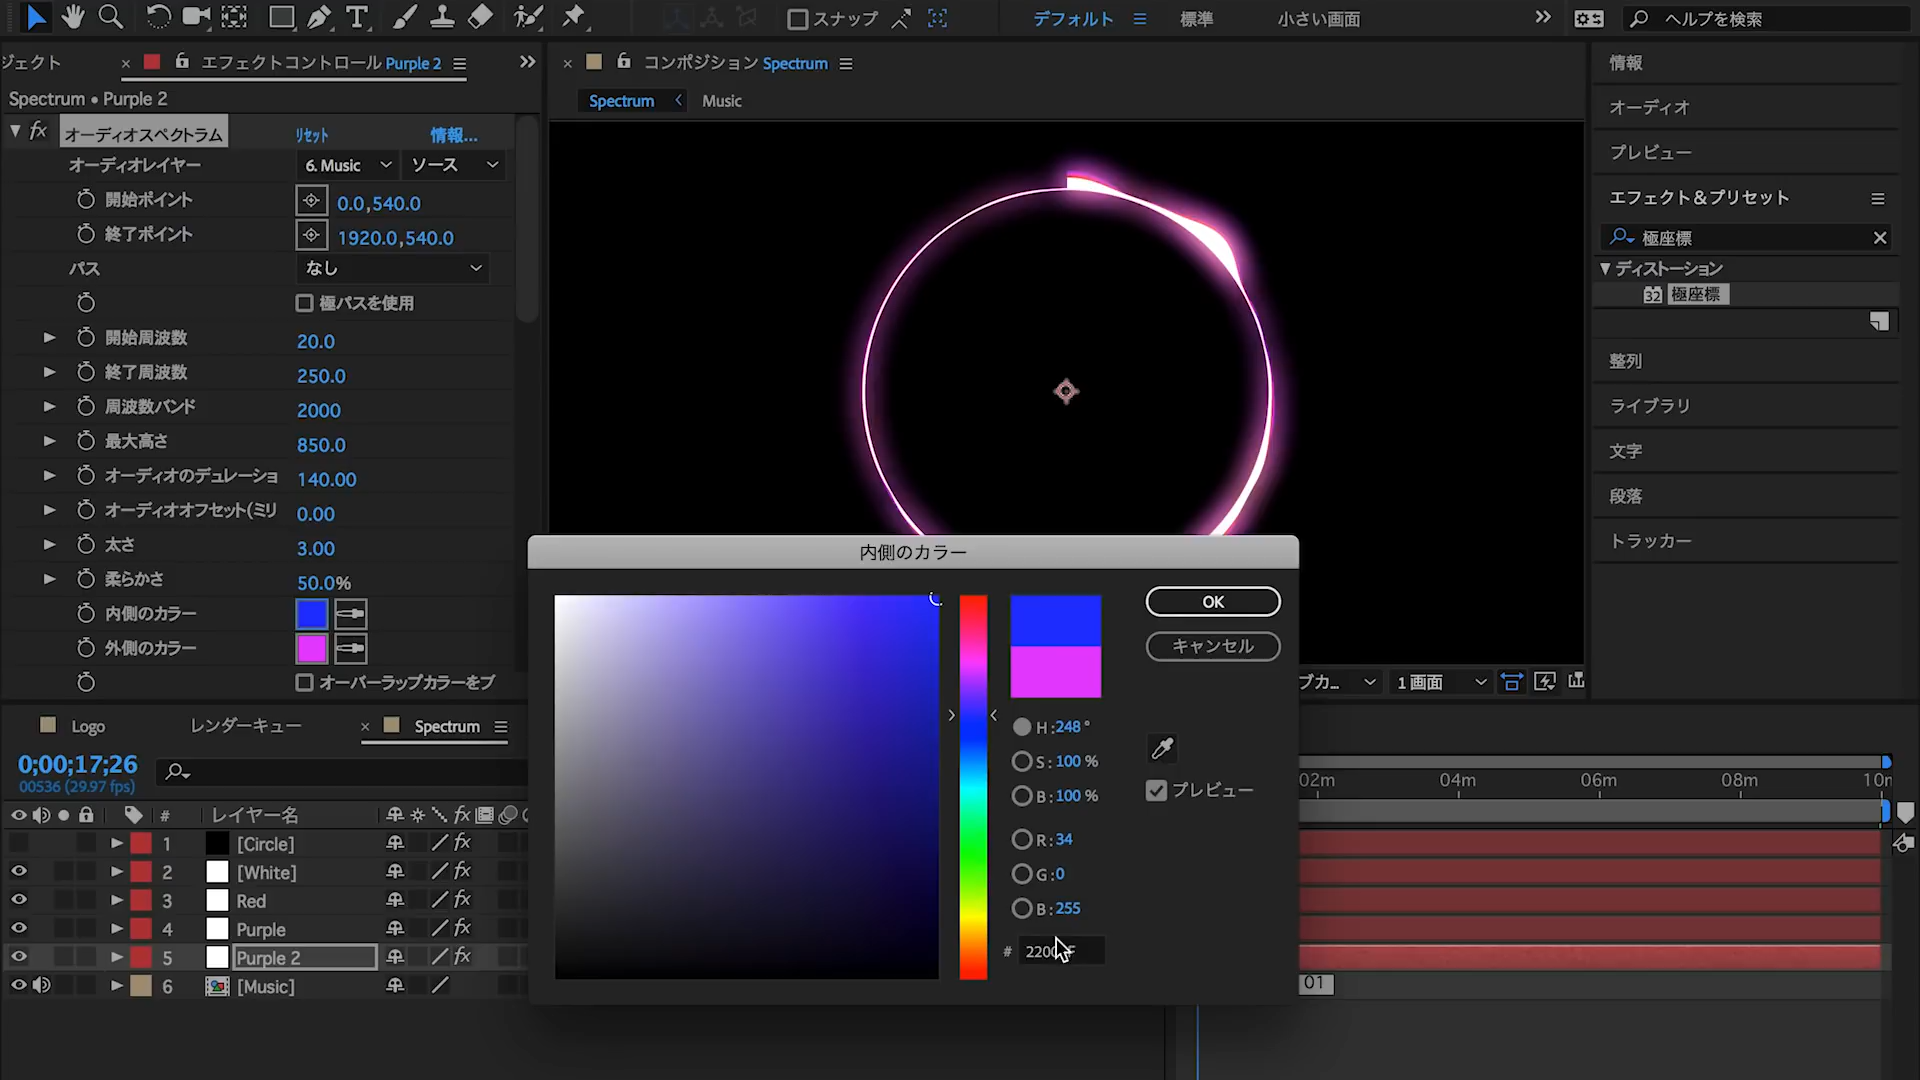 スナップ
デフォルト
標準
小さい画面
ヘルプを検索
ジェクト
エフェクトコントロール Purple 2
コンポジション Spectrum
情報
Spectrum • Purple 2
Spectrum
Music
オーディオ
fx オーディオスペクトラム
リセット
情報...
オーディオレイヤー
6. Music
ソース
プレビュー
開始ポイント
0.0,540.0
エフェクト＆プリセット
終了ポイント
1920.0,540.0
極座標
パス
なし
ディストーション
32 極座標
極パスを使用
開始周波数
20.0
整列
終了周波数
250.0
周波数バンド
2000
ライブラリ
最大高さ
850.0
文字
オーディオのデュレーショ
140.00
段落
オーディオオフセット(ミリ
0.00
トラッカー
太さ
3.00
柔らかさ
50.0%
内側のカラー
外側のカラー
オーバーラップカラーをブ
内側のカラー
OK
キャンセル
H: 248 °
S: 100 %
B: 100 %
プレビュー
R: 34
G: 0
B: 255
#
ブカ...
1画面
Logo
レンダーキュー
Spectrum
0;00;17;26
00536 (29.97 fps)
02m
04m
06m
08m
#
レイヤー名
fx
1
[Circle]
fx
2
[White]
fx
3
Red
fx
4
Purple
fx
5
Purple 2
fx
6
[Music]
01